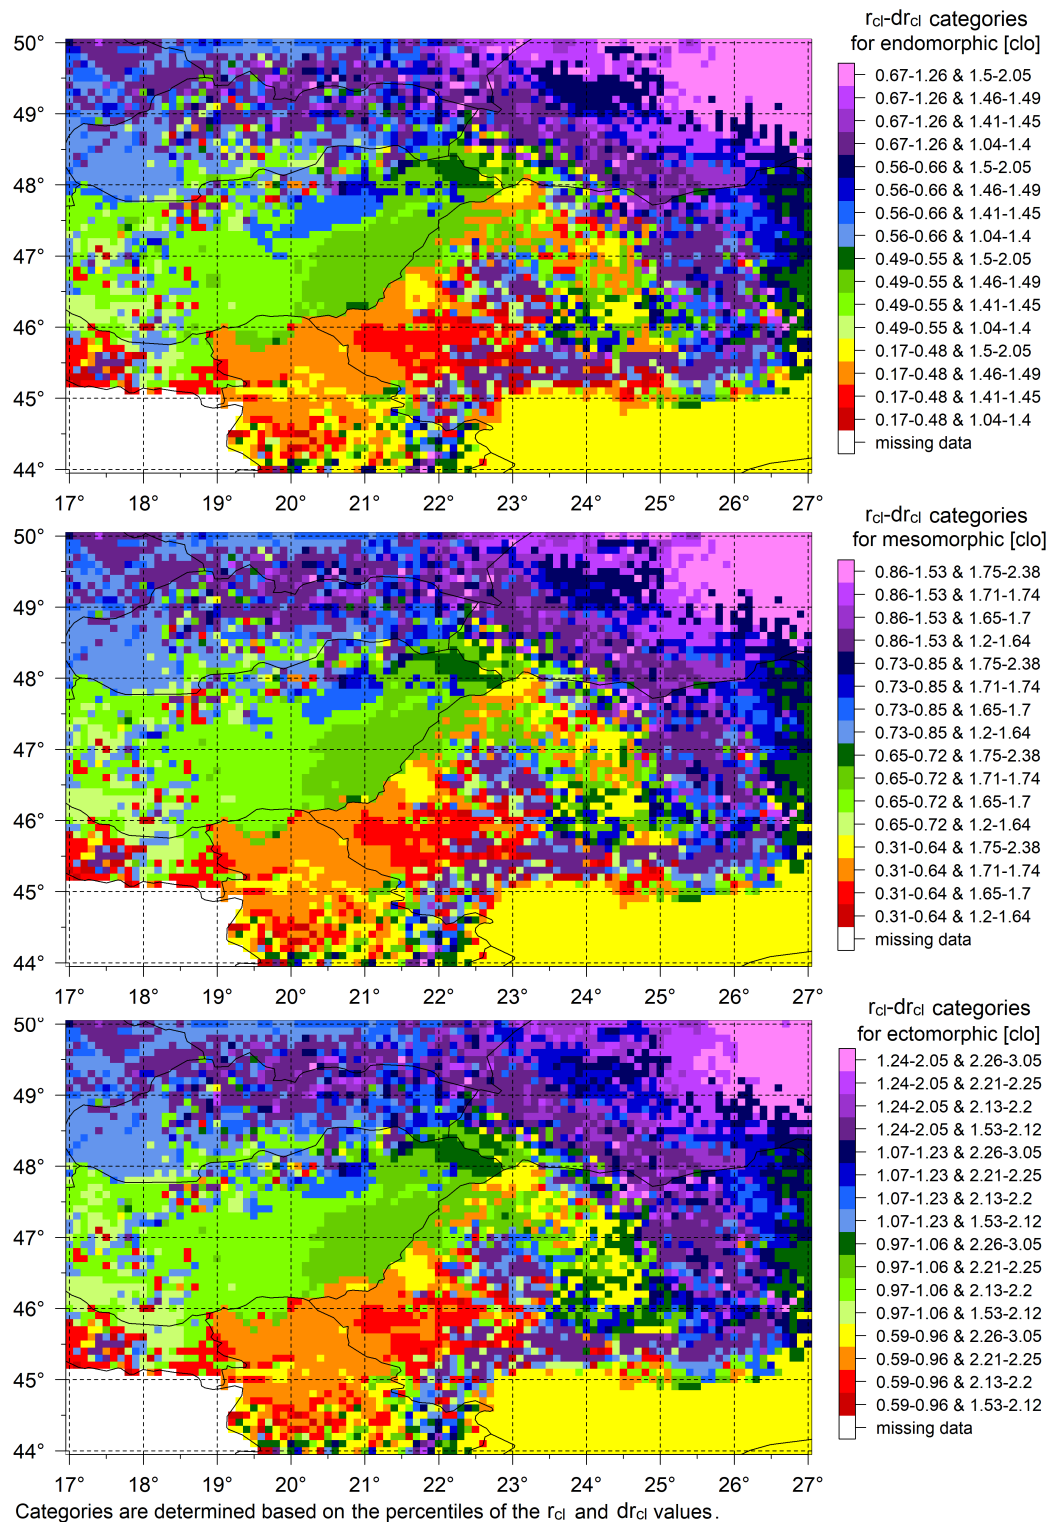 r_cl-dr_cl categories
for endomorphic [clo]
50°
49°
48°
47°
46°
45°
44°
0.67-1.26 & 1.5-2.05
0.67-1.26 & 1.46-1.49
0.67-1.26 & 1.41-1.45
0.67-1.26 & 1.04-1.4
0.56-0.66 & 1.5-2.05
0.56-0.66 & 1.46-1.49
0.56-0.66 & 1.41-1.45
0.56-0.66 & 1.04-1.4
0.49-0.55 & 1.5-2.05
0.49-0.55 & 1.46-1.49
0.49-0.55 & 1.41-1.45
0.49-0.55 & 1.04-1.4
0.17-0.48 & 1.5-2.05
0.17-0.48 & 1.46-1.49
0.17-0.48 & 1.41-1.45
0.17-0.48 & 1.04-1.4
missing data
17° 18° 19° 20° 21° 22° 23° 24° 25° 26° 27°
r_cl-dr_cl categories
for mesomorphic [clo]
50°
49°
48°
47°
46°
45°
44°
0.86-1.53 & 1.75-2.38
0.86-1.53 & 1.71-1.74
0.86-1.53 & 1.65-1.7
0.86-1.53 & 1.2-1.64
0.73-0.85 & 1.75-2.38
0.73-0.85 & 1.71-1.74
0.73-0.85 & 1.65-1.7
0.73-0.85 & 1.2-1.64
0.65-0.72 & 1.75-2.38
0.65-0.72 & 1.71-1.74
0.65-0.72 & 1.65-1.7
0.65-0.72 & 1.2-1.64
0.31-0.64 & 1.75-2.38
0.31-0.64 & 1.71-1.74
0.31-0.64 & 1.65-1.7
0.31-0.64 & 1.2-1.64
missing data
17° 18° 19° 20° 21° 22° 23° 24° 25° 26° 27°
r_cl-dr_cl categories
for ectomorphic [clo]
50°
49°
48°
47°
46°
45°
44°
1.24-2.05 & 2.26-3.05
1.24-2.05 & 2.21-2.25
1.24-2.05 & 2.13-2.2
1.24-2.05 & 1.53-2.12
1.07-1.23 & 2.26-3.05
1.07-1.23 & 2.21-2.25
1.07-1.23 & 2.13-2.2
1.07-1.23 & 1.53-2.12
0.97-1.06 & 2.26-3.05
0.97-1.06 & 2.21-2.25
0.97-1.06 & 2.13-2.2
0.97-1.06 & 1.53-2.12
0.59-0.96 & 2.26-3.05
0.59-0.96 & 2.21-2.25
0.59-0.96 & 2.13-2.2
0.59-0.96 & 1.53-2.12
missing data
17° 18° 19° 20° 21° 22° 23° 24° 25° 26° 27°
Categories are determined based on the percentiles of the r_cl and dr_cl values.